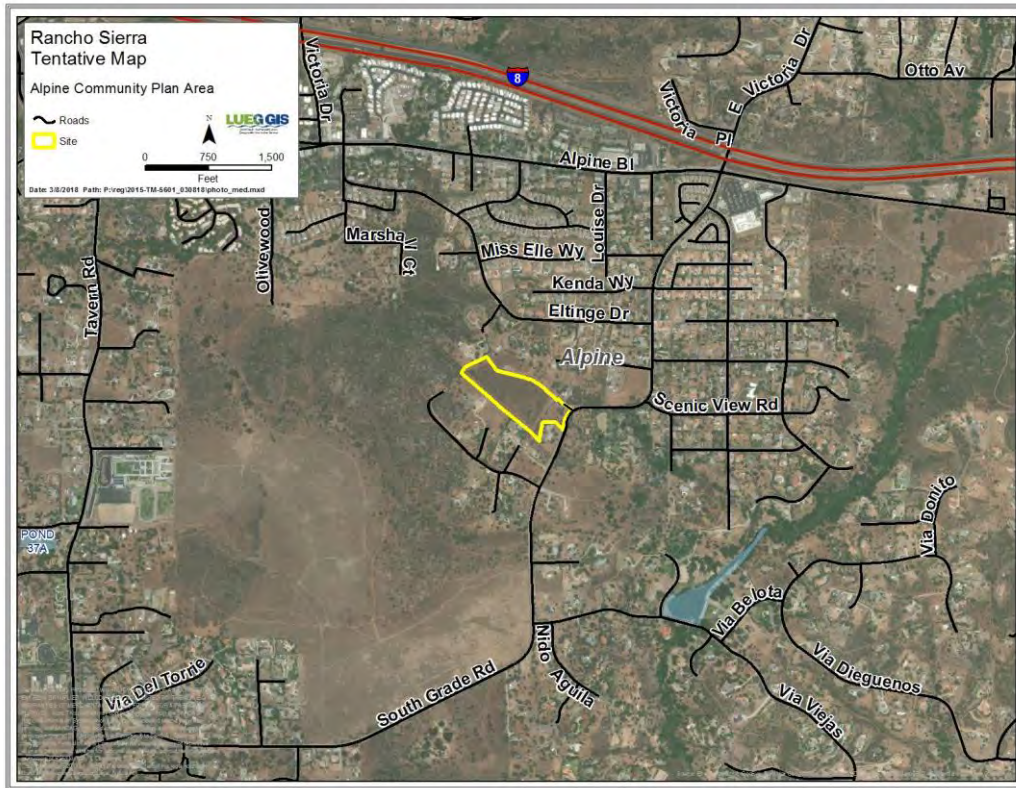 Rancho Sierra
Tentative Map
Alpine Community Plan Area
Roads
Site
N
LUEG GIS
0 750 1,500
Feet
Date: 3/8/2018 Path: P:\reg\2015-TM-5601_030818\photo_med.mxd
Victoria Dr
8
Victoria Pl
E Victoria Dr
Otto Av
Alpine Bl
Olivewood
Marsha
V Ct
Louise Dr
Miss Elle Wy
Kenda Wy
Tavern Rd
Eltinge Dr
Alpine
Scenic View Rd
POND
37A
Via Donito
Via Belota
Nido Aguila
Via Dieguenos
Via Del Torrie
South Grade Rd
Via Viejas